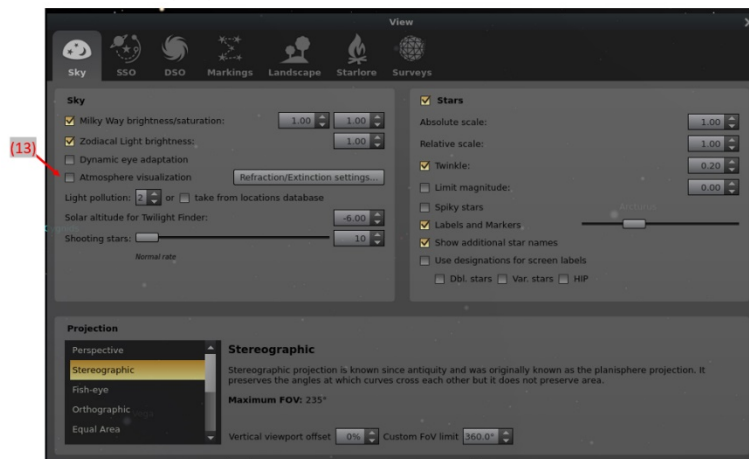 View
Sky SSO DSO Markings Landscape Starlore Surveys
Sky
Milky Way brightness/saturation: 1.00 1.00
Zodiacal Light brightness: 1.00
Dynamic eye adaptation
(13)
Atmosphere visualization Refraction/Extinction settings...
Light pollution: 2 or take from locations database
Solar altitude for Twilight Finder: -6.00
Shooting stars: 10
Normal rate
Stars
Absolute scale: 1.00
Relative scale: 1.00
Twinkle: 0.20
Limit magnitude: 0.00
Spiky stars
Labels and Markers
Show additional star names
Use designations for screen labels
Dbl. stars Var. stars HIP
Projection
Perspective
Stereographic
Fish-eye
Orthographic
Equal Area
Stereographic
Stereographic projection is known since antiquity and was originally known as the planisphere projection. It
preserves the angles at which curves cross each other but it does not preserve area.
Maximum FOV: 235°
Vertical viewport offset 0% Custom FoV limit 360.0°